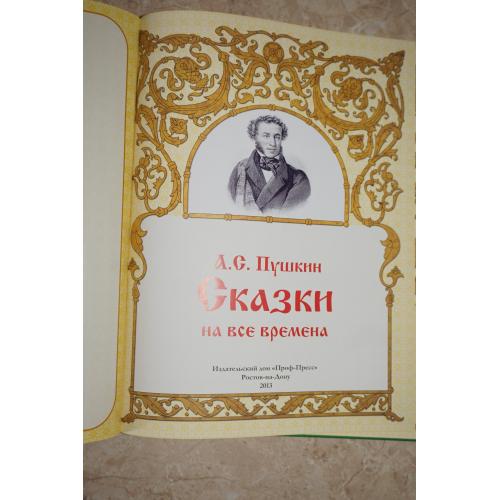 А.С. Пушкин
Сказки
на все времена
Издательский дом «Проф-Пресс»
Ростов-на-Дону
2013